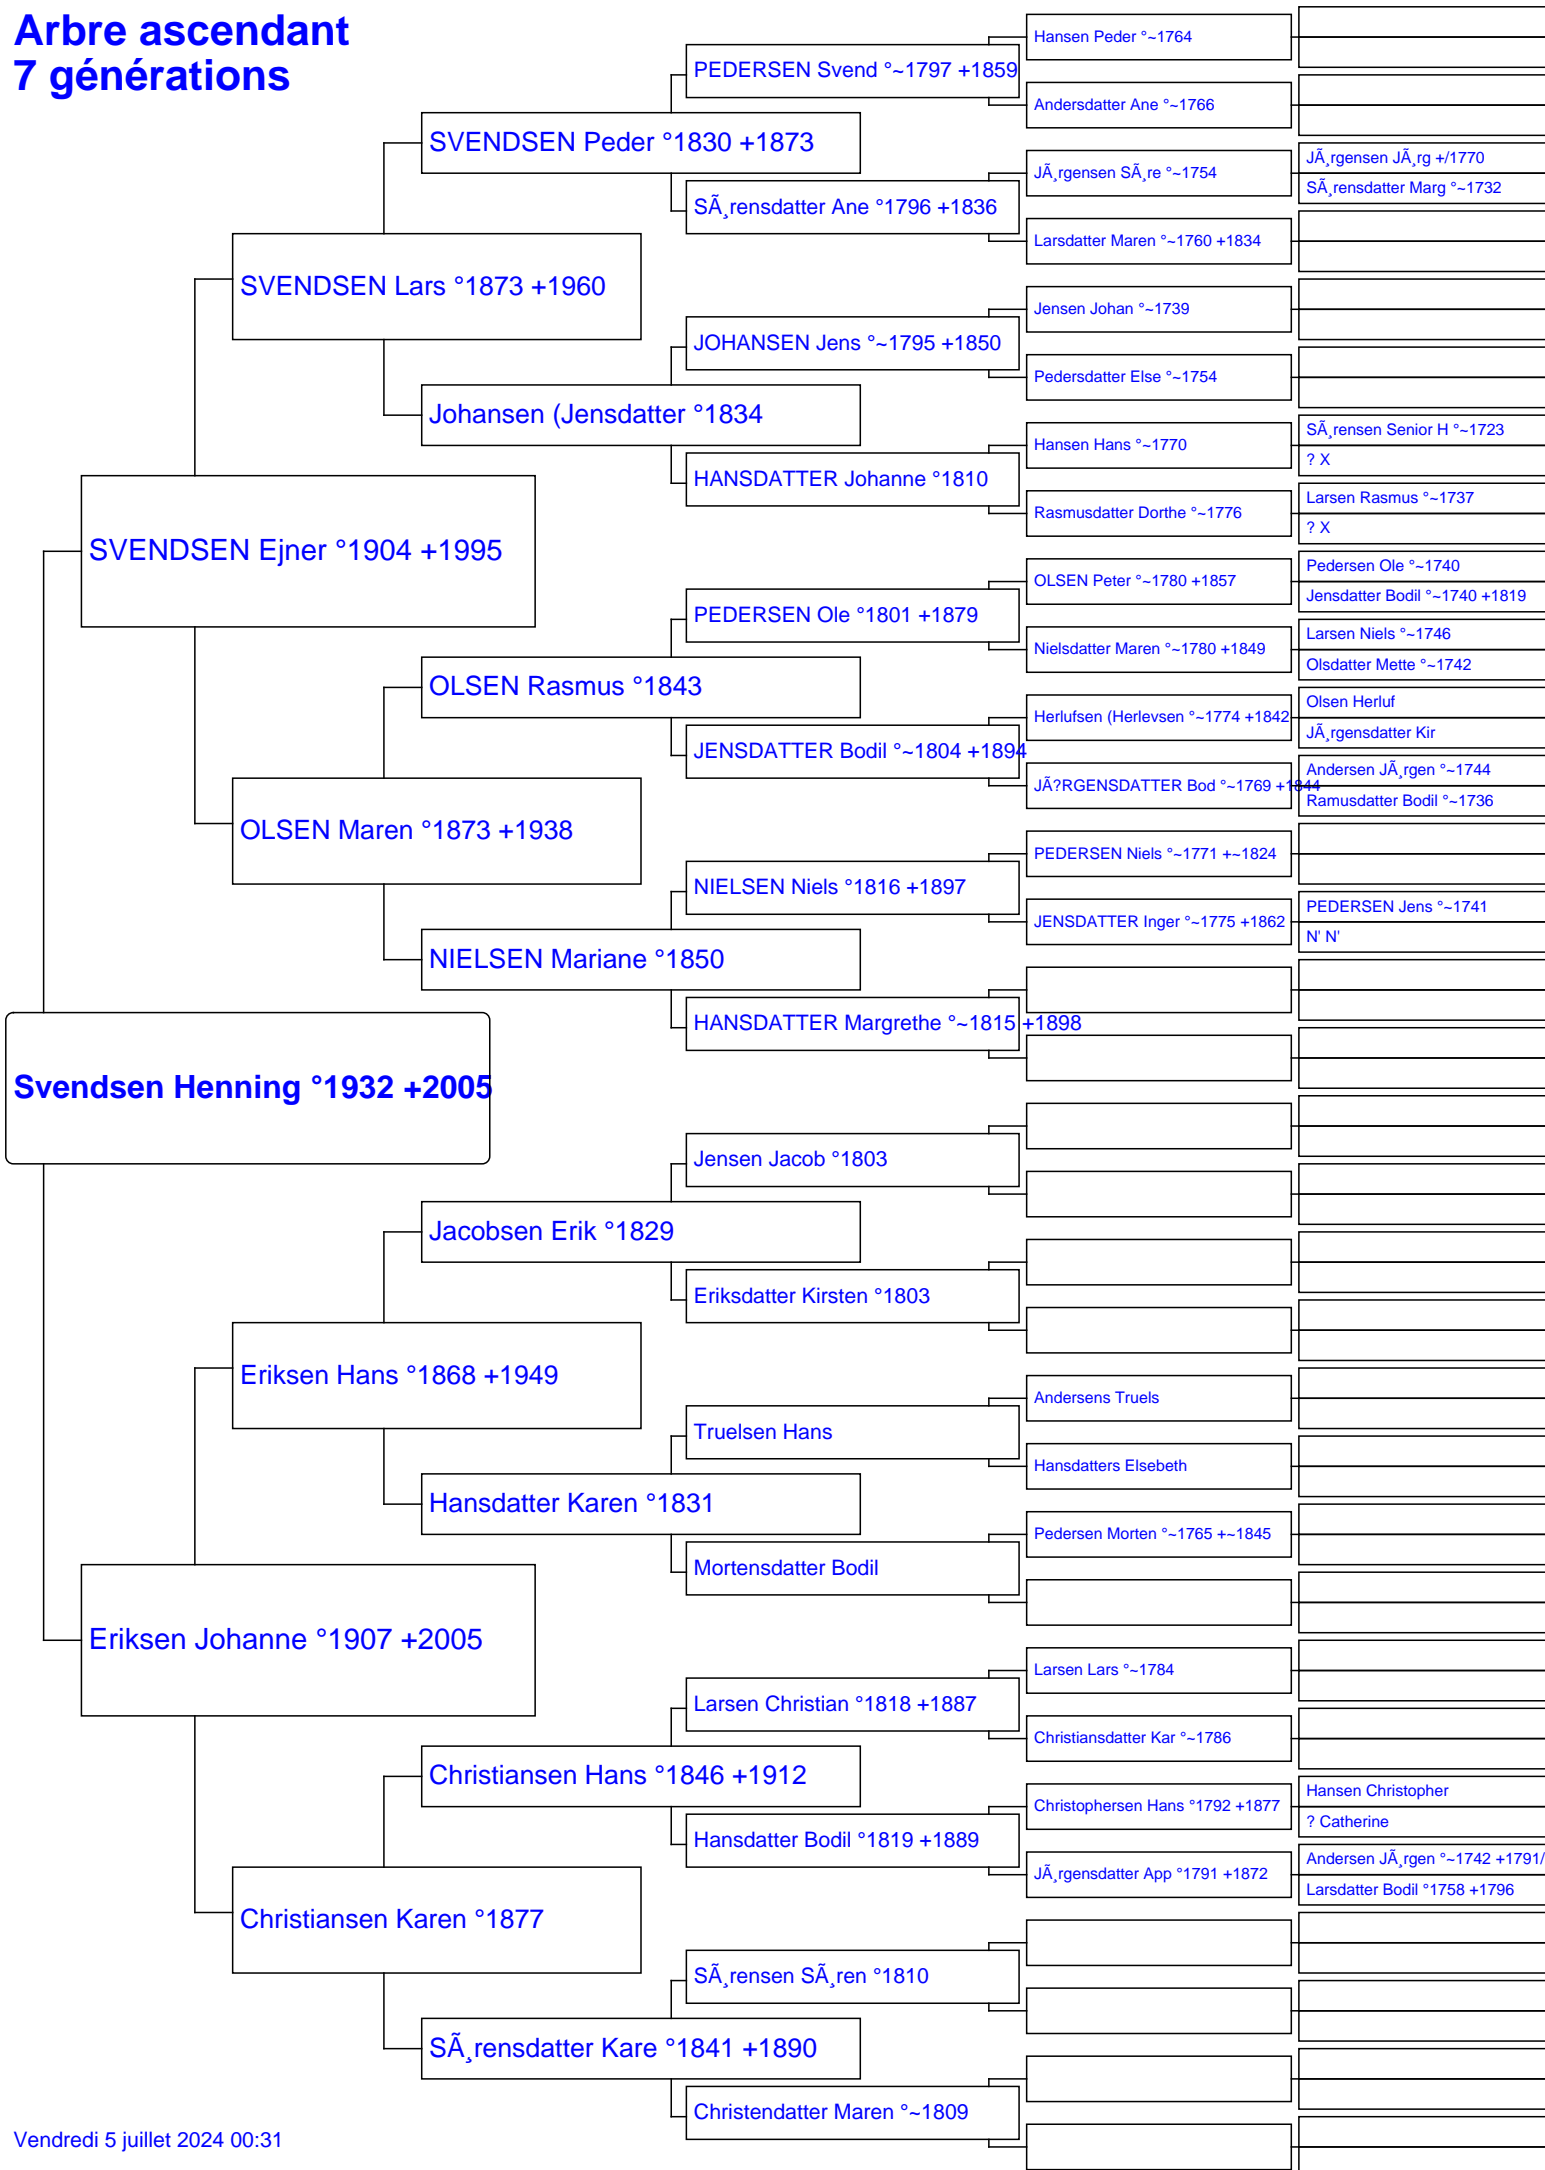 Arbre ascendant
7 générations
Svendsen Henning °1932 +2005
SVENDSEN Ejner °1904 +1995
Eriksen Johanne °1907 +2005
SVENDSEN Lars °1873 +1960
OLSEN Maren °1873 +1938
Eriksen Hans °1868 +1949
Christiansen Karen °1877
SVENDSEN Peder °1830 +1873
Johansen (Jensdatter °1834
OLSEN Rasmus °1843
NIELSEN Mariane °1850
Jacobsen Erik °1829
Hansdatter Karen °1831
Christiansen Hans °1846 +1912
SÃ¸rensdatter Kare °1841 +1890
PEDERSEN Svend °~1797 +1859
SÃ¸rensdatter Ane °1796 +1836
JOHANSEN Jens °~1795 +1850
HANSDATTER Johanne °1810
PEDERSEN Ole °1801 +1879
JENSDATTER Bodil °~1804 +1894
NIELSEN Niels °1816 +1897
HANSDATTER Margrethe °~1815 +1898
Jensen Jacob °1803
Eriksdatter Kirsten °1803
Truelsen Hans
Mortensdatter Bodil
Larsen Christian °1818 +1887
Hansdatter Bodil °1819 +1889
SÃ¸rensen SÃ¸ren °1810
Christendatter Maren °~1809
Hansen Peder °~1764
Andersdatter Ane °~1766
JÃ¸rgensen SÃ¸re °~1754
Larsdatter Maren °~1760 +1834
Jensen Johan °~1739
Pedersdatter Else °~1754
Hansen Hans °~1770
Rasmusdatter Dorthe °~1776
OLSEN Peter °~1780 +1857
Nielsdatter Maren °~1780 +1849
Herlufsen (Herlevsen °~1774 +1842
JÃ?RGENSDATTER Bod °~1769 +1844
PEDERSEN Niels °~1771 +~1824
JENSDATTER Inger °~1775 +1862
Andersens Truels
Hansdatters Elsebeth
Pedersen Morten °~1765 +~1845
Larsen Lars °~1784
Christiansdatter Kar °~1786
Christophersen Hans °1792 +1877
JÃ¸rgensdatter App °1791 +1872
JÃ¸rgensen JÃ¸rg +/1770
SÃ¸rensdatter Marg °~1732
SÃ¸rensen Senior H °~1723
? X
Larsen Rasmus °~1737
? X
Pedersen Ole °~1740
Jensdatter Bodil °~1740 +1819
Larsen Niels °~1746
Olsdatter Mette °~1742
Olsen Herluf
JÃ¸rgensdatter Kir
Andersen JÃ¸rgen °~1744
Ramusdatter Bodil °~1736
PEDERSEN Jens °~1741
N' N'
Hansen Christopher
? Catherine
Andersen JÃ¸rgen °~1742 +1791/
Larsdatter Bodil °1758 +1796
Vendredi 5 juillet 2024 00:31